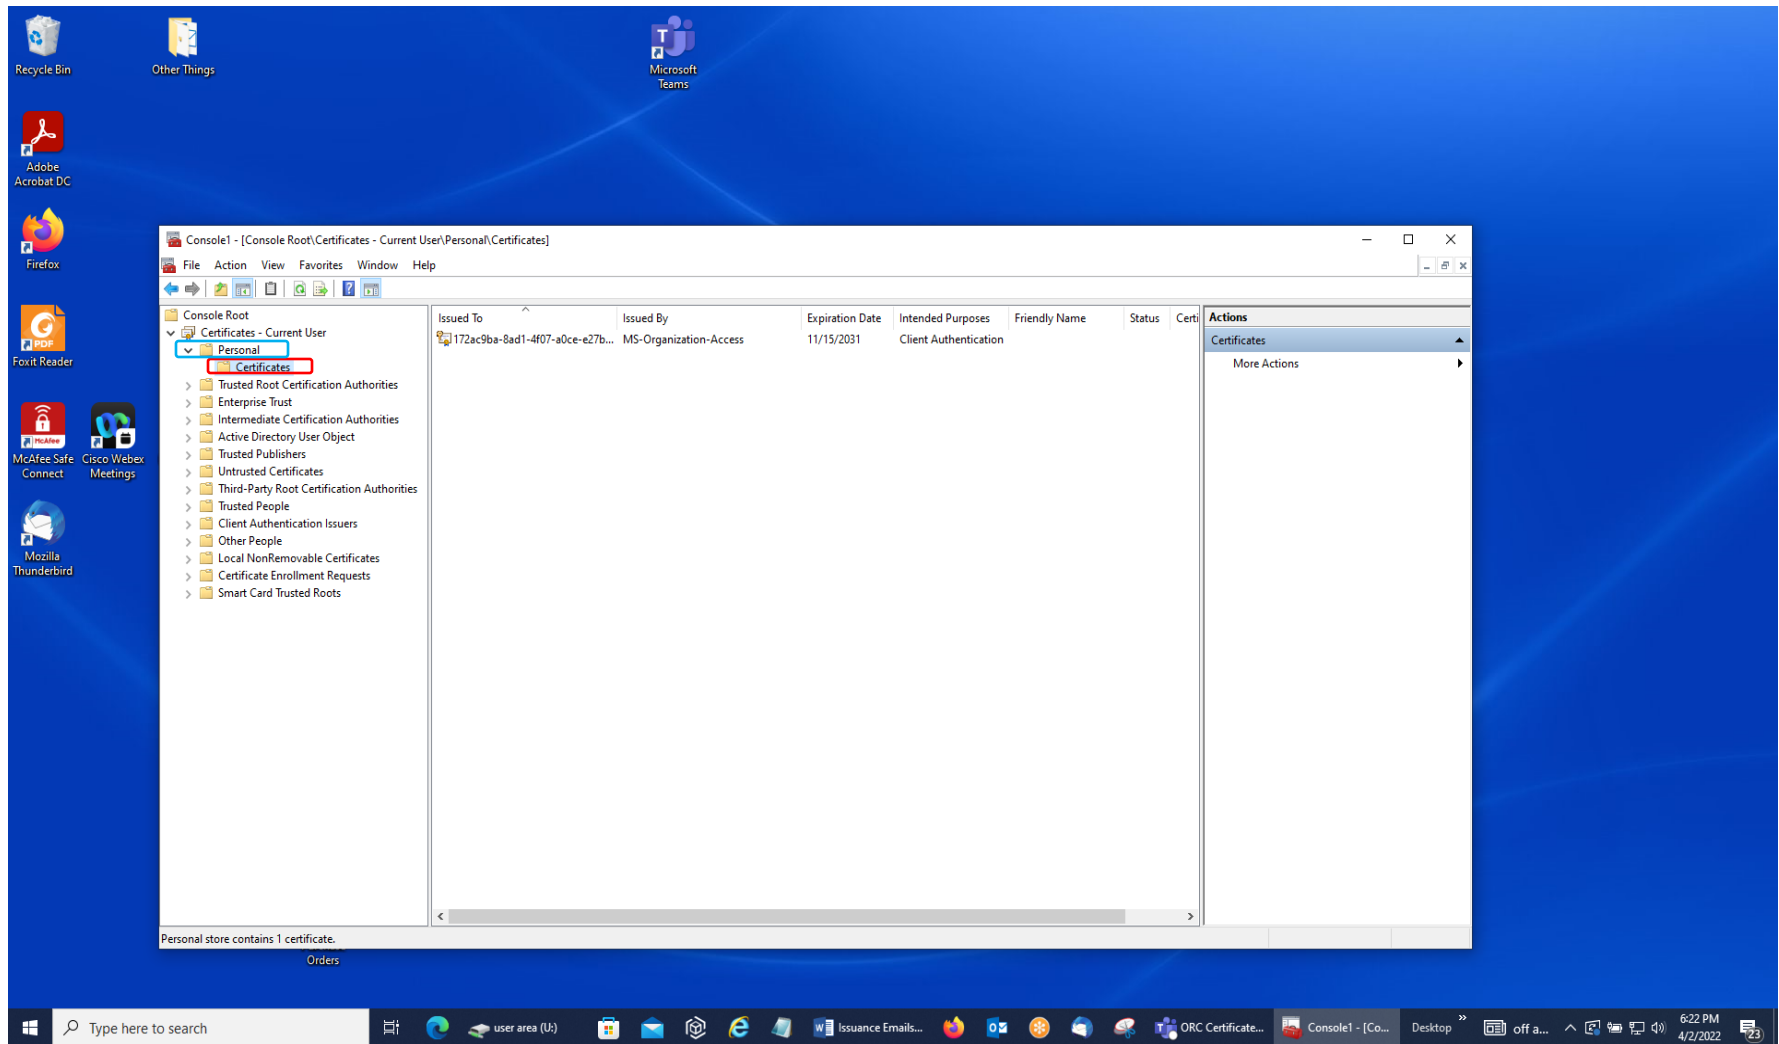 Recycle Bin
Other Things
Microsoft
Teams
Adobe
Acrobat DC
Firefox
PDF
Foxit Reader
McAfee
McAfee Safe
Connect
Cisco Webex
Meetings
Mozilla
Thunderbird
Console1 - [Console Root\Certificates - Current User\Personal\Certificates]
File Action View Favorites Window Help
Console Root
Certificates - Current User
Personal
Certificates
Trusted Root Certification Authorities
Enterprise Trust
Intermediate Certification Authorities
Active Directory User Object
Trusted Publishers
Untrusted Certificates
Third-Party Root Certification Authorities
Trusted People
Client Authentication Issuers
Other People
Local NonRemovable Certificates
Certificate Enrollment Requests
Smart Card Trusted Roots
Issued To Issued By Expiration Date Intended Purposes Friendly Name Status Certi
172ac9ba-8ad1-4f07-a0ce-e27b... MS-Organization-Access 11/15/2031 Client Authentication
Actions
Certificates
More Actions
Personal store contains 1 certificate.
Orders
Type here to search
user area (U:)
Issuance Emails...
ORC Certificate...
Console1 - [Co...
Desktop
off a...
6:22 PM
4/2/2022
23